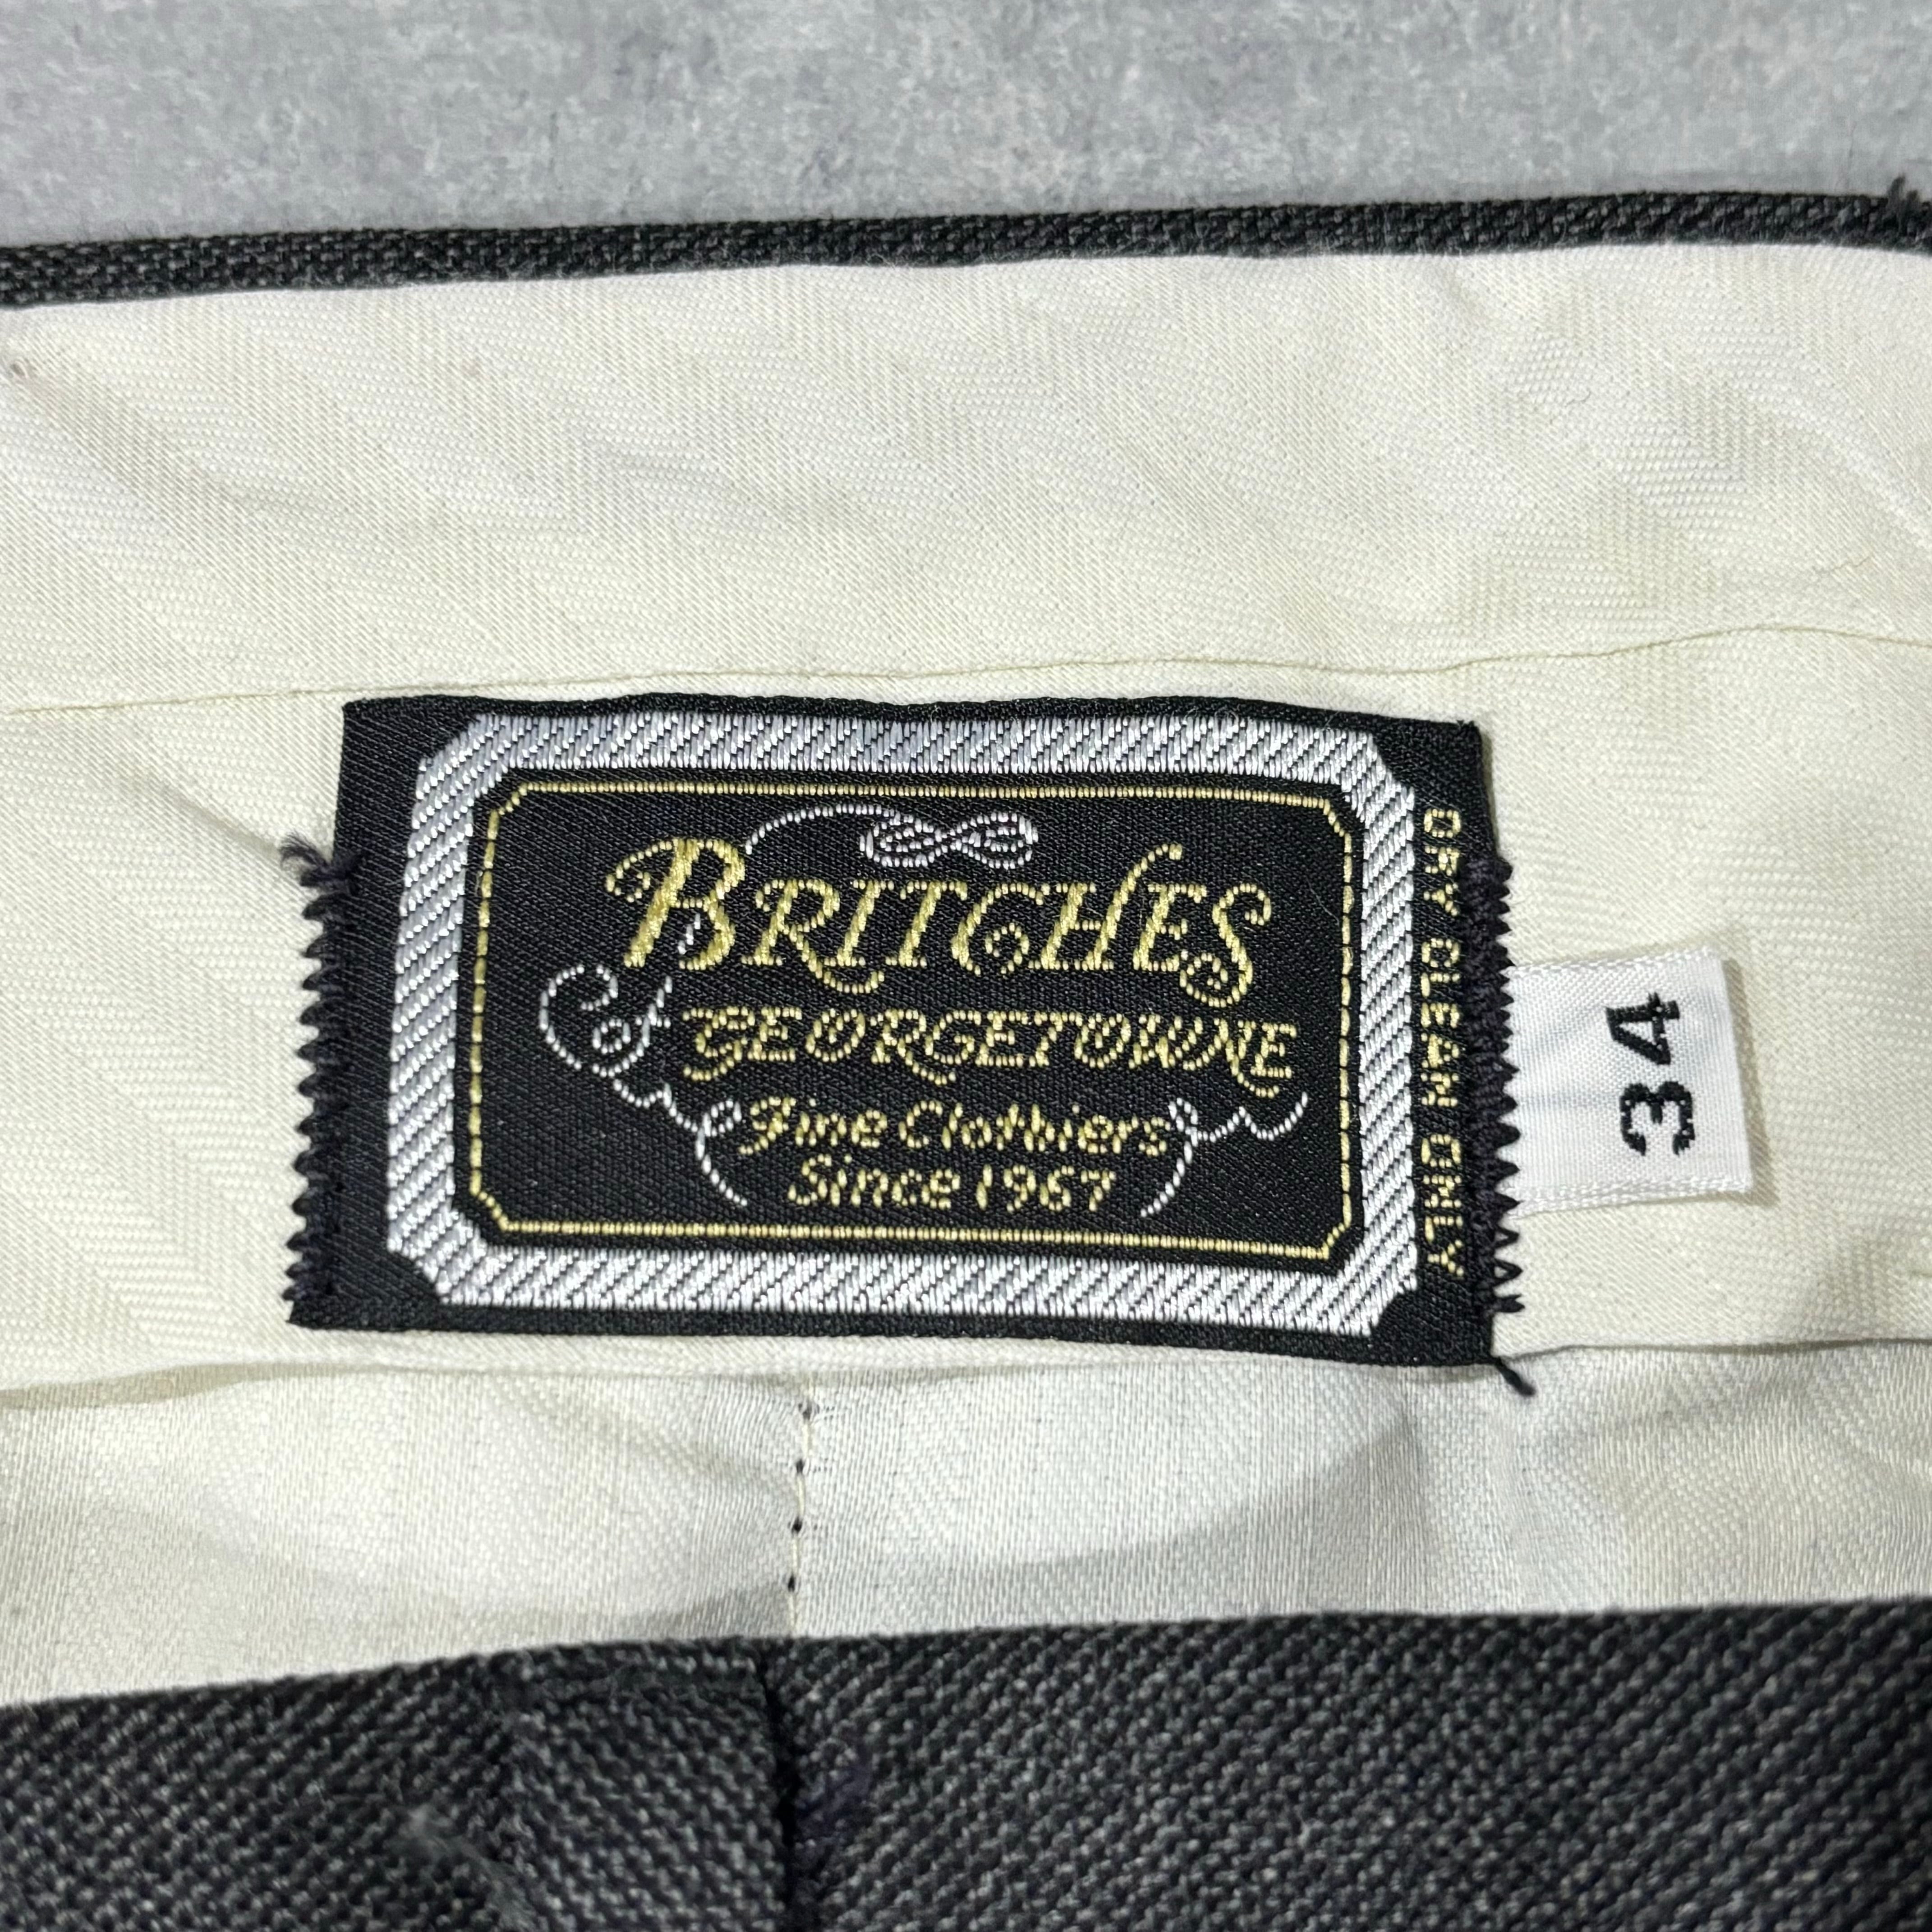 BRITCHES
of GEORGETOWNE
Fine Clothiers
Since 1967
DRY CLEAN ONLY
34